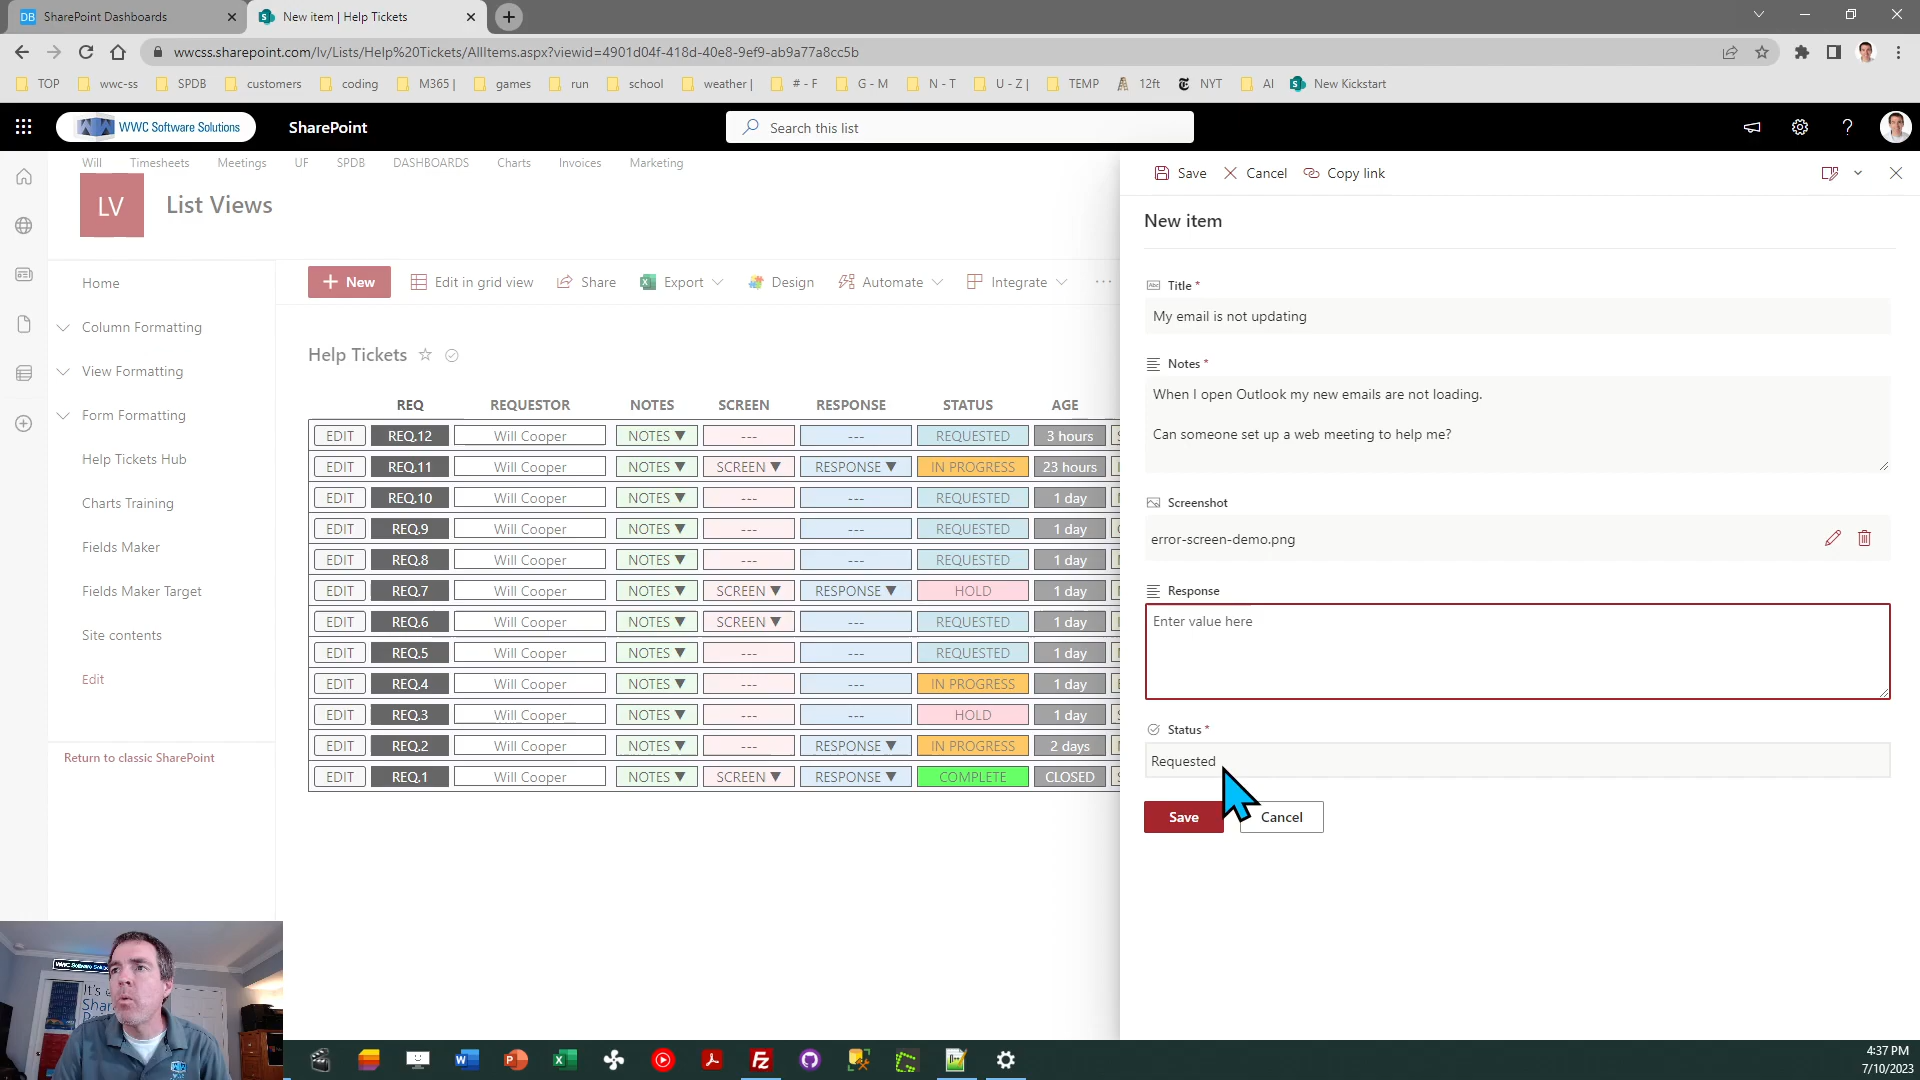 DB SharePoint Dashboards
New item | Help Tickets
wwcss.sharepoint.com/lv/Lists/Help%20Tickets/AllItems.aspx?viewid=4901d04f-418d-40e8-9ef9-ab9a77a8cc5b
TOP wwc-ss SPDB customers coding M365 | games run school weather | # - F G - M N - T U - Z | TEMP 12ft NYT AI New Kickstart
WWC Software Solutions SharePoint Search this list
Will Timesheets Meetings UF SPDB DASHBOARDS Charts Invoices Marketing
LV List Views
Home
Column Formatting
View Formatting
Form Formatting
Help Tickets Hub
Charts Training
Fields Maker
Fields Maker Target
Site contents
Edit
Return to classic SharePoint
New Edit in grid view Share Export Design Automate Integrate ...
Help Tickets
REQ REQUESTOR NOTES SCREEN RESPONSE STATUS AGE
EDIT REQ.12 Will Cooper NOTES ▼ --- --- REQUESTED 3 hours
EDIT REQ.11 Will Cooper NOTES ▼ SCREEN ▼ RESPONSE ▼ IN PROGRESS 23 hours
EDIT REQ.10 Will Cooper NOTES ▼ --- --- REQUESTED 1 day
EDIT REQ.9 Will Cooper NOTES ▼ --- --- REQUESTED 1 day
EDIT REQ.8 Will Cooper NOTES ▼ --- --- REQUESTED 1 day
EDIT REQ.7 Will Cooper NOTES ▼ SCREEN ▼ RESPONSE ▼ HOLD 1 day
EDIT REQ.6 Will Cooper NOTES ▼ SCREEN ▼ --- REQUESTED 1 day
EDIT REQ.5 Will Cooper NOTES ▼ --- --- REQUESTED 1 day
EDIT REQ.4 Will Cooper NOTES ▼ --- --- IN PROGRESS 1 day
EDIT REQ.3 Will Cooper NOTES ▼ --- --- HOLD 1 day
EDIT REQ.2 Will Cooper NOTES ▼ --- RESPONSE ▼ IN PROGRESS 2 days
EDIT REQ.1 Will Cooper NOTES ▼ SCREEN ▼ RESPONSE ▼ COMPLETE CLOSED
Save Cancel Copy link
New item
Title *
My email is not updating
Notes *
When I open Outlook my new emails are not loading.
Can someone set up a web meeting to help me?
Screenshot
error-screen-demo.png
Response
Enter value here
Status *
Requested
Save Cancel
4:37 PM
7/10/2023